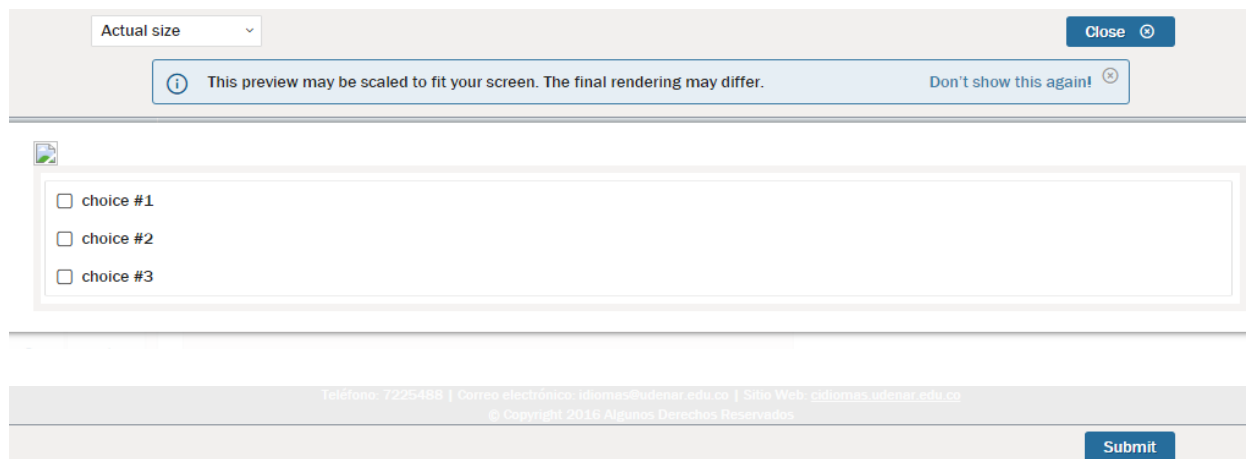 Actual size
Close
This preview may be scaled to fit your screen. The final rendering may differ. Don't show this again!
choice #1
choice #2
choice #3
Teléfono: 7225488 | Correo electrónico: idiomas@udenar.edu.co | Sitio Web: cidiomas.udenar.edu.co
© Copyright 2016 Algunos Derechos Reservados
Submit